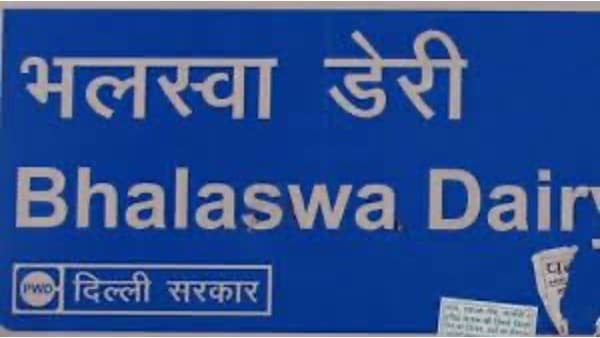 भलस्वा डेरी
Bhalaswa Dairy
PWD दिल्ली सरकार